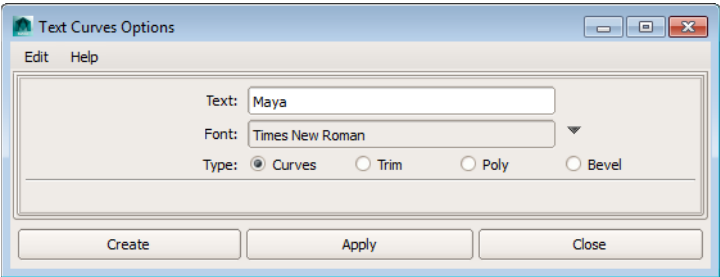 Text Curves Options
Edit Help
Text: Maya
Font: Times New Roman
Type: Curves Trim Poly Bevel
Create Apply Close